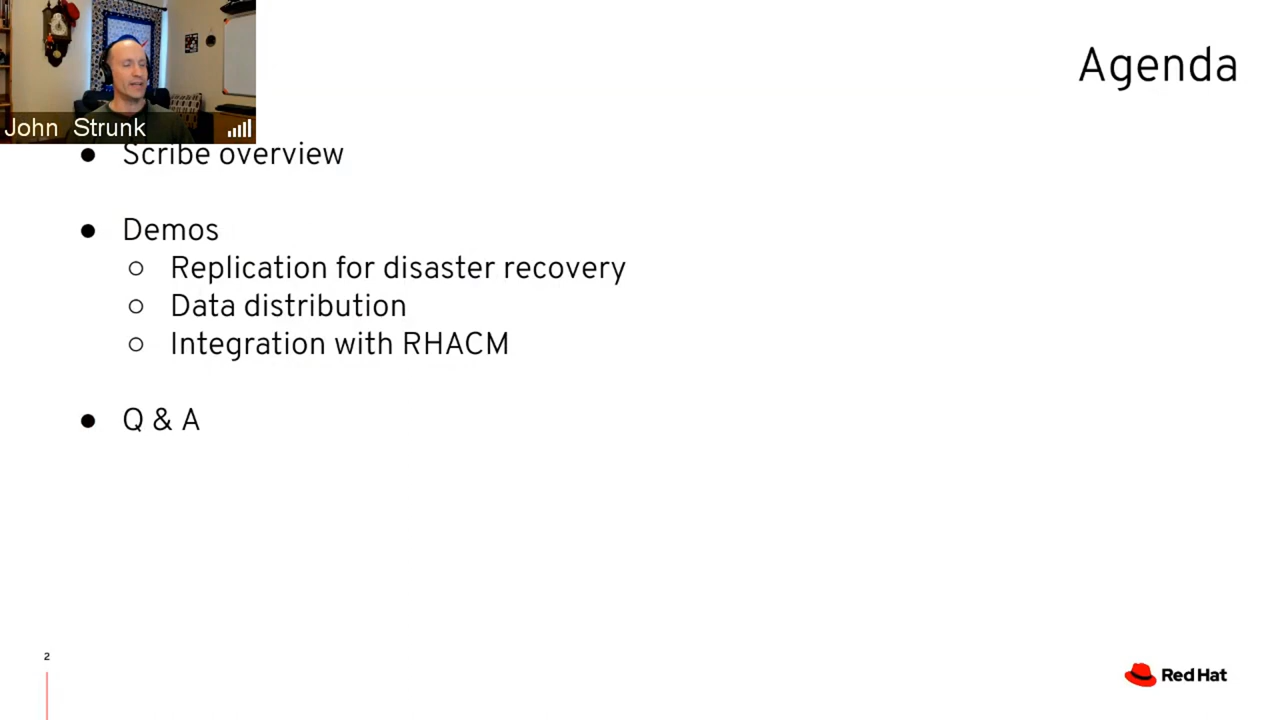 Agenda
John Strunk
● Scribe overview
● Demos
○ Replication for disaster recovery
○ Data distribution
○ Integration with RHACM
● Q & A
2
Red Hat